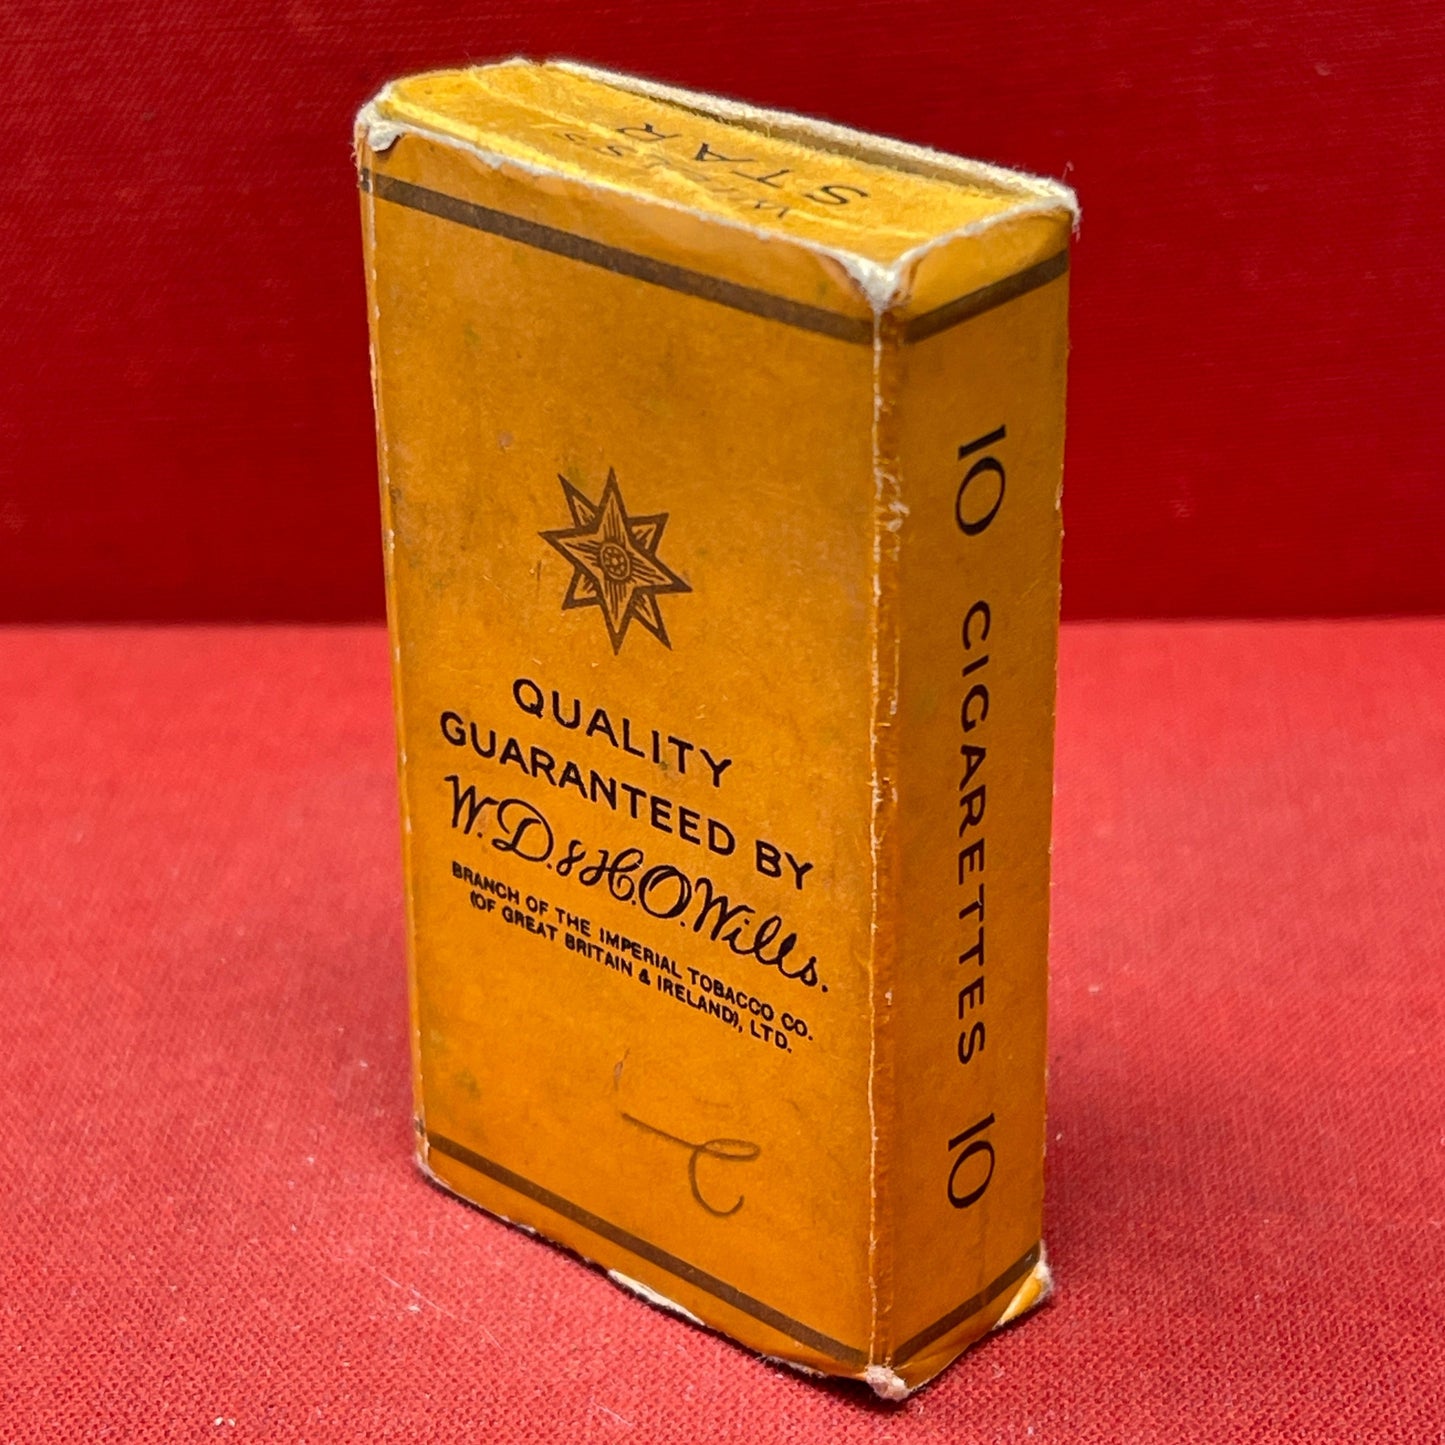 WILLS'S
STAR
QUALITY
GUARANTEED BY
W.D. & H.O. Wills.
BRANCH OF THE IMPERIAL TOBACCO CO.
(OF GREAT BRITAIN & IRELAND), LTD.
10 CIGARETTES 10